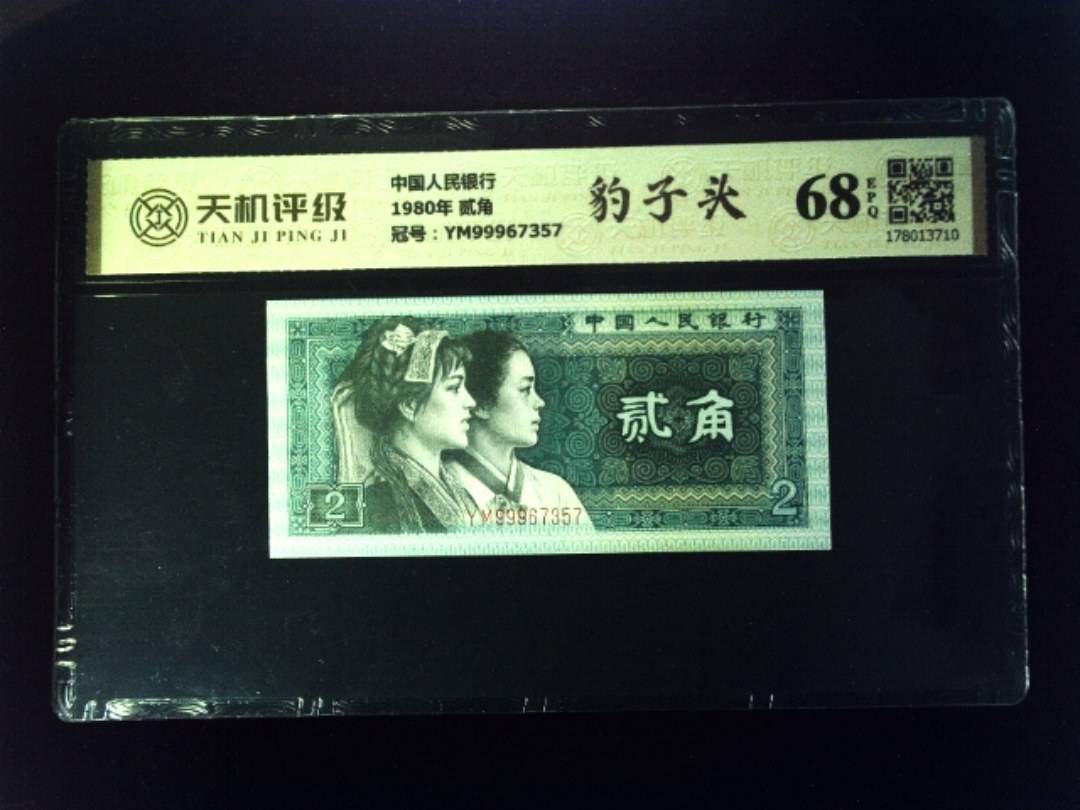 天机评级
TIAN JI PING JI
中国人民银行
1980年 贰角
冠号：YM99967357
豹子头
68
EPQ
178013710
中国人民银行
贰角
2
YM99967357
2